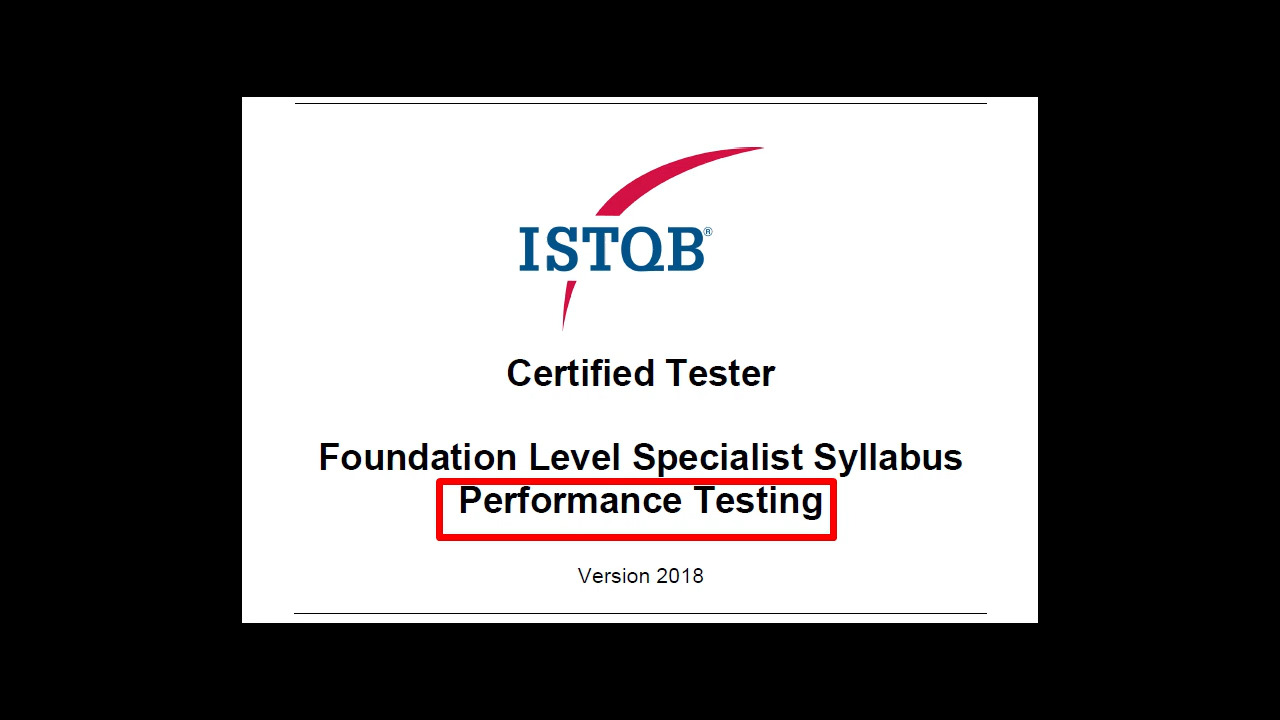 ISTQB®
Certified Tester
Foundation Level Specialist Syllabus
Performance Testing
Version 2018